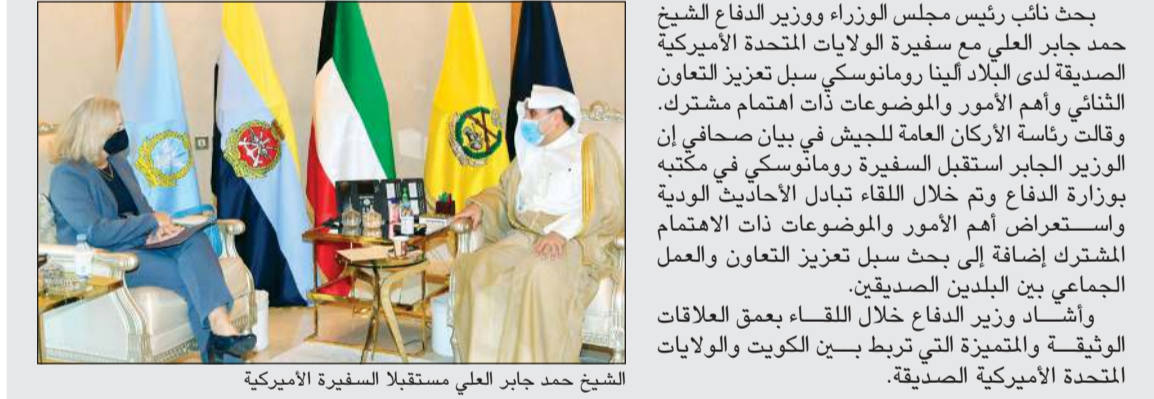 بحث نائب رئيس مجلس الوزراء ووزير الدفاع الشيخ
حمد جابر العلي مع سفيرة الولايات المتحدة الأميركية
الصديقة لدى البلاد ألينا رومانوسكي سبل تعزيز التعاون
الثنائي وأهم الأمور والموضوعات ذات اهتمام مشترك.
وقالت رئاسة الأركان العامة للجيش في بيان صحافي إن
الوزير الجابر استقبل السفيرة رومانوسكي في مكتبه
بوزارة الدفاع وتم خلال اللقاء تبادل الأحاديث الودية
واستعراض أهم الأمور والموضوعات ذات الاهتمام
المشترك إضافة إلى بحث سبل تعزيز التعاون والعمل
الجماعي بين البلدين الصديقين.
وأشاد وزير الدفاع خلال اللقاء بعمق العلاقات
الوثيقة والمتميزة التي تربط بين الكويت والولايات
المتحدة الأميركية الصديقة.
الشيخ حمد جابر العلي مستقبلا السفيرة الأميركية